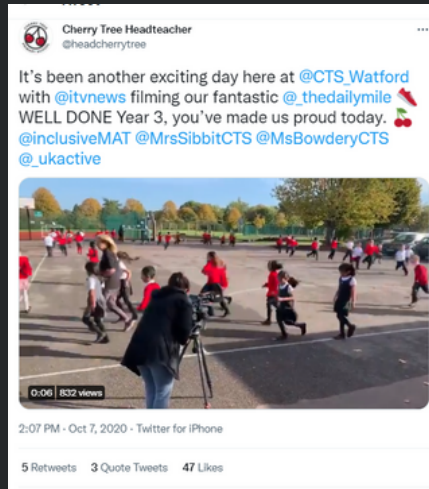 Cherry Tree Headteacher
@headcherrytree
It's been another exciting day here at @CTS_Watford
with @itvnews filming our fantastic @_thedailymile 👟
WELL DONE Year 3, you've made us proud today. 🍒
@inclusiveMAT @MrsSibbitCTS @MsBowderyCTS
@_ukactive
0:06 832 views
2:07 PM · Oct 7, 2020 · Twitter for iPhone
5 Retweets 3 Quote Tweets 47 Likes